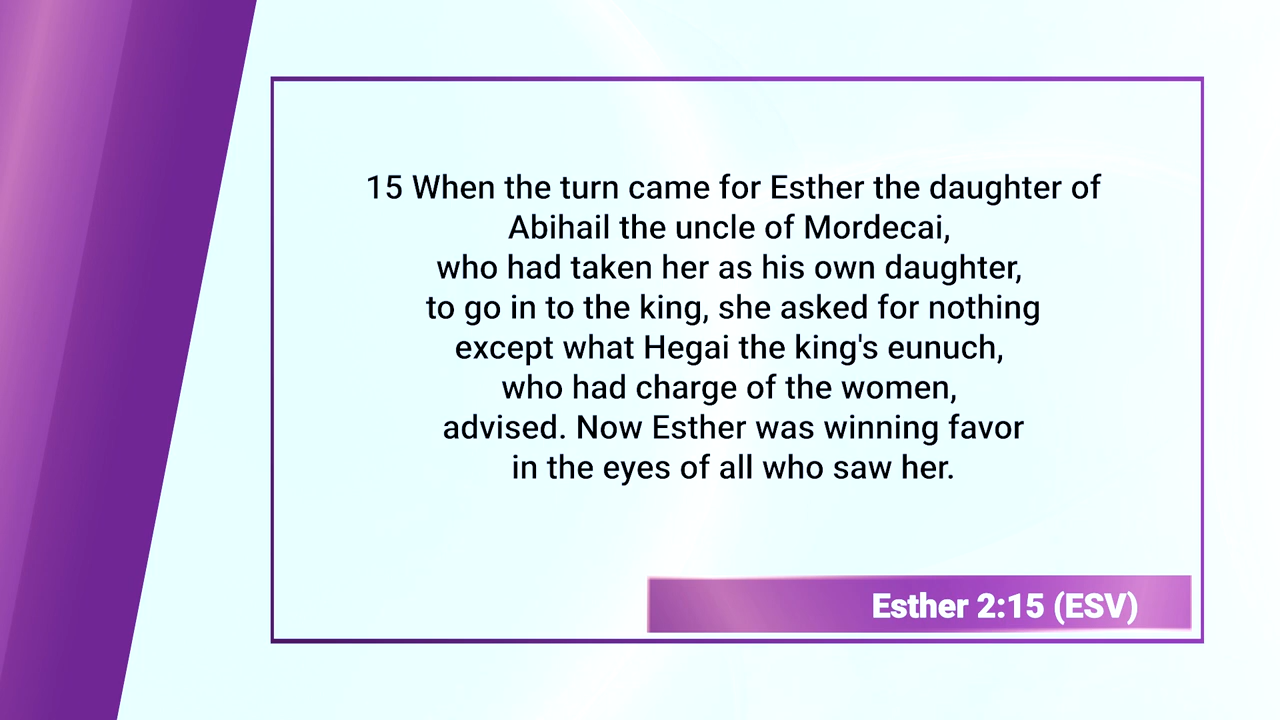 15 When the turn came for Esther the daughter of
Abihail the uncle of Mordecai,
who had taken her as his own daughter,
to go in to the king, she asked for nothing
except what Hegai the king's eunuch,
who had charge of the women,
advised. Now Esther was winning favor
in the eyes of all who saw her.
Esther 2:15 (ESV)